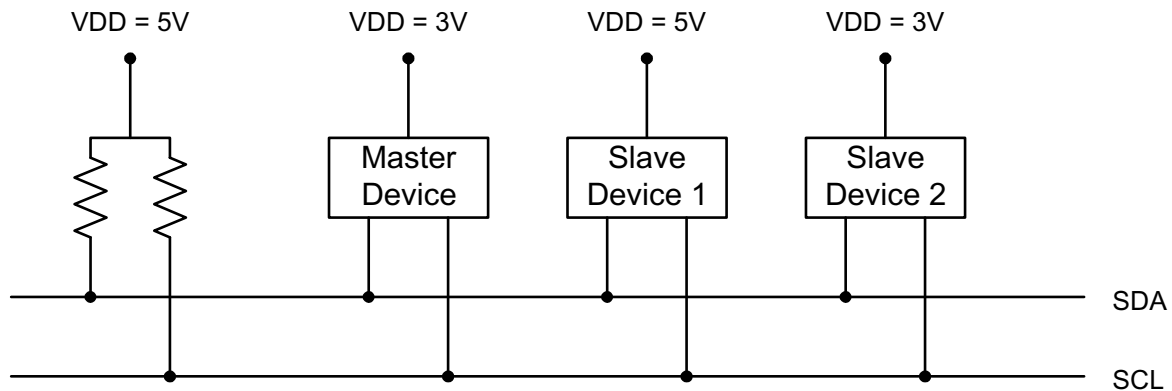 VDD = 5V
VDD = 3V
VDD = 5V
VDD = 3V
Master
Device
Slave
Device 1
Slave
Device 2
SDA
SCL